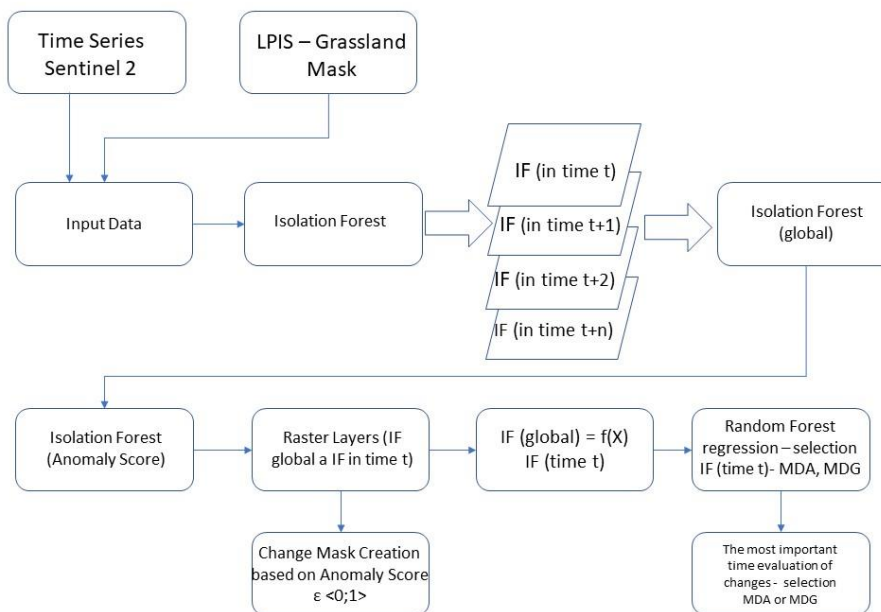 Time Series
Sentinel 2
LPIS – Grassland
Mask
Input Data
Isolation Forest
IF (in time t)
IF (in time t+1)
IF (in time t+2)
IF (in time t+n)
Isolation Forest
(global)
Isolation Forest
(Anomaly Score)
Raster Layers (IF
global a IF in time t)
IF (global) = f(X)
IF (time t)
Random Forest
regression – selection
IF (time t)- MDA, MDG
Change Mask Creation
based on Anomaly Score
ε <0;1>
The most important
time evaluation of
changes - selection
MDA or MDG